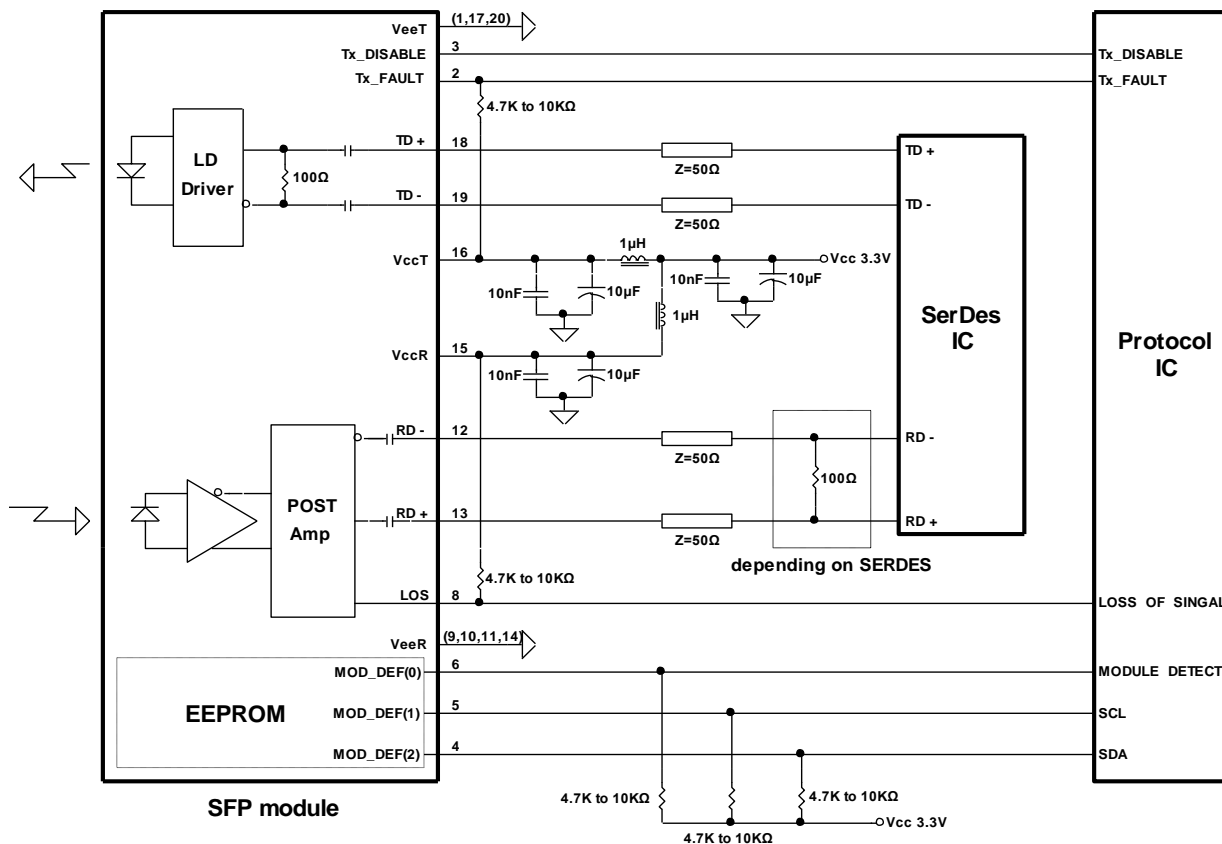 VeeT (1,17,20)
Tx_DISABLE 3 Tx_DISABLE
Tx_FAULT 2 Tx_FAULT
4.7K to 10KΩ
LD
Driver
100Ω
TD + 18 Z=50Ω TD +
TD - 19 Z=50Ω TD -
1µH
VccT 16 Vcc 3.3V
10nF 10µF 10nF 10µF
1µH
SerDes
IC
Protocol
IC
VccR 15
10nF 10µF
RD - 12 Z=50Ω RD -
100Ω
POST
Amp
RD + 13 Z=50Ω RD +
depending on SERDES
4.7K to 10KΩ
LOS 8 LOSS OF SINGAL
VeeR (9,10,11,14)
EEPROM
MOD_DEF(0) 6 MODULE DETECT
MOD_DEF(1) 5 SCL
MOD_DEF(2) 4 SDA
4.7K to 10KΩ 4.7K to 10KΩ
Vcc 3.3V
4.7K to 10KΩ
SFP module